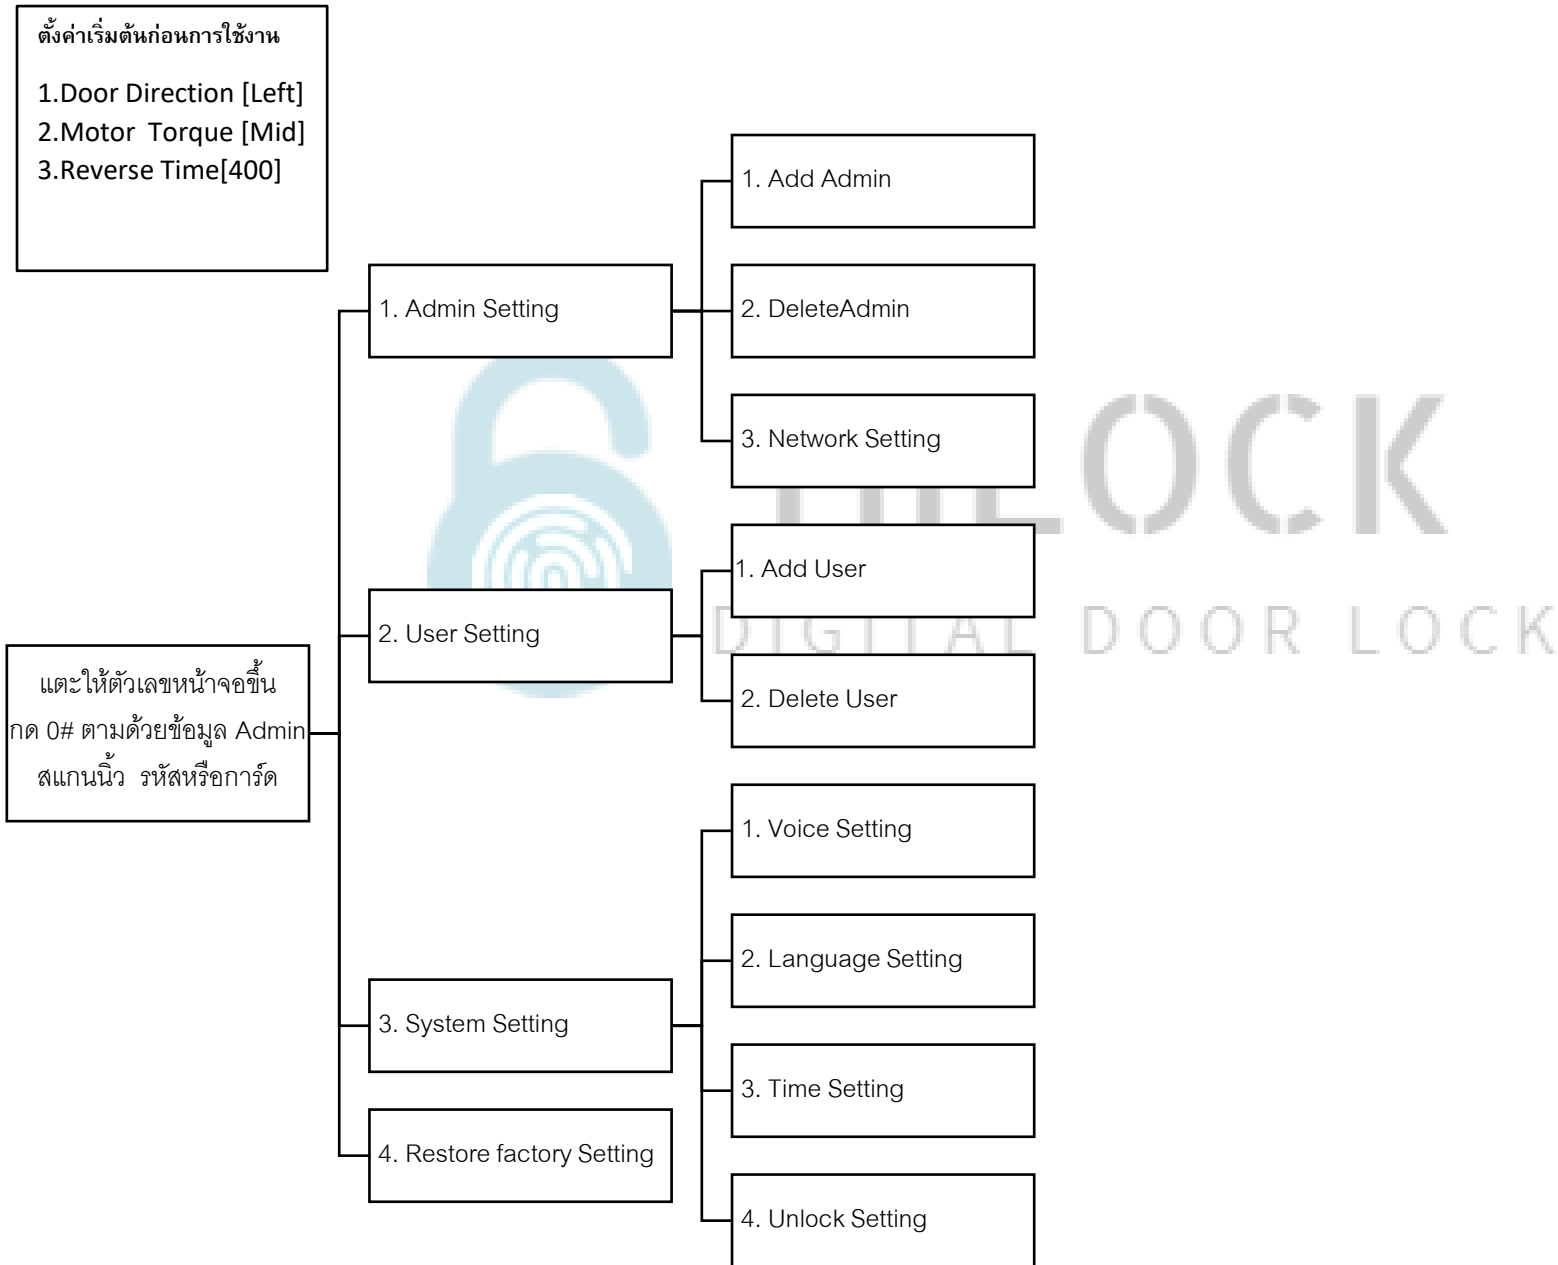 ตั้งค่าเริ่มต้นก่อนการใช้งาน
1.Door Direction [Left]
2.Motor Torque [Mid]
3.Reverse Time[400]
แตะให้ตัวเลขหน้าจอขึ้น
กด 0# ตามด้วยข้อมูล Admin
สแกนนิ้ว รหัสหรือการ์ด
1. Admin Setting
1. Add Admin
2. DeleteAdmin
3. Network Setting
2. User Setting
1. Add User
2. Delete User
3. System Setting
1. Voice Setting
2. Language Setting
3. Time Setting
4. Unlock Setting
4. Restore factory Setting
DIGITAL DOOR LOCK